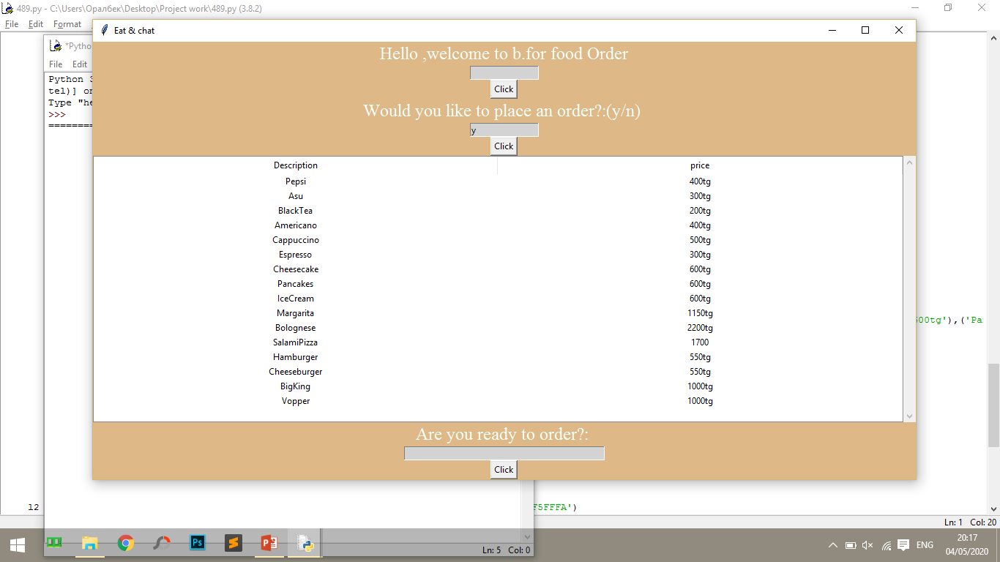 489.py - C:\Users\Оралбек\Desktop\Project work\489.py (3.8.2)
File Edit Format
Eat & chat
*Pytho
File Edit
Python 3
tel)] on
Type "he
>>>
==========
Hello ,welcome to b.for food Order
Click
Would you like to place an order?:(y/n)
y
Click
Description price
Pepsi 400tg
Asu 300tg
BlackTea 200tg
Americano 400tg
Cappuccino 500tg
Espresso 300tg
Cheesecake 600tg
Pancakes 600tg
IceCream 600tg
Margarita 1150tg
Bolognese 2200tg
SalamiPizza 1700
Hamburger 550tg
Cheeseburger 550tg
BigKing 1000tg
Vopper 1000tg
Are you ready to order?:
Click
00tg'),('Pa
l2
F5FFFA')
Ln: 1 Col: 20
Ln: 5 Col: 0
Ps
ENG
20:17
04/05/2020